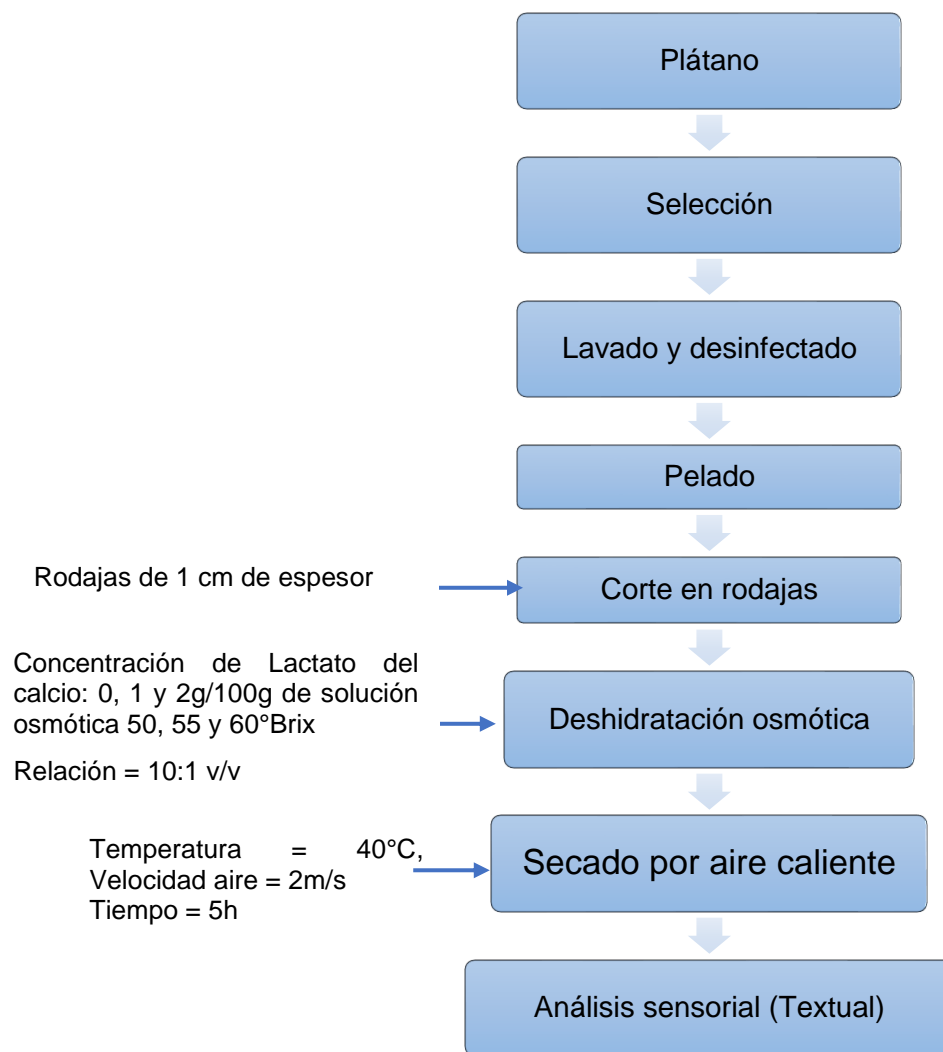 Plátano
Selección
Lavado y desinfectado
Pelado
Rodajas de 1 cm de espesor
Corte en rodajas
Concentración de Lactato del
calcio: 0, 1 y 2g/100g de solución
osmótica 50, 55 y 60°Brix
Relación = 10:1 v/v
Deshidratación osmótica
Temperatura = 40°C,
Velocidad aire = 2m/s
Tiempo = 5h
Secado por aire caliente
Análisis sensorial (Textual)